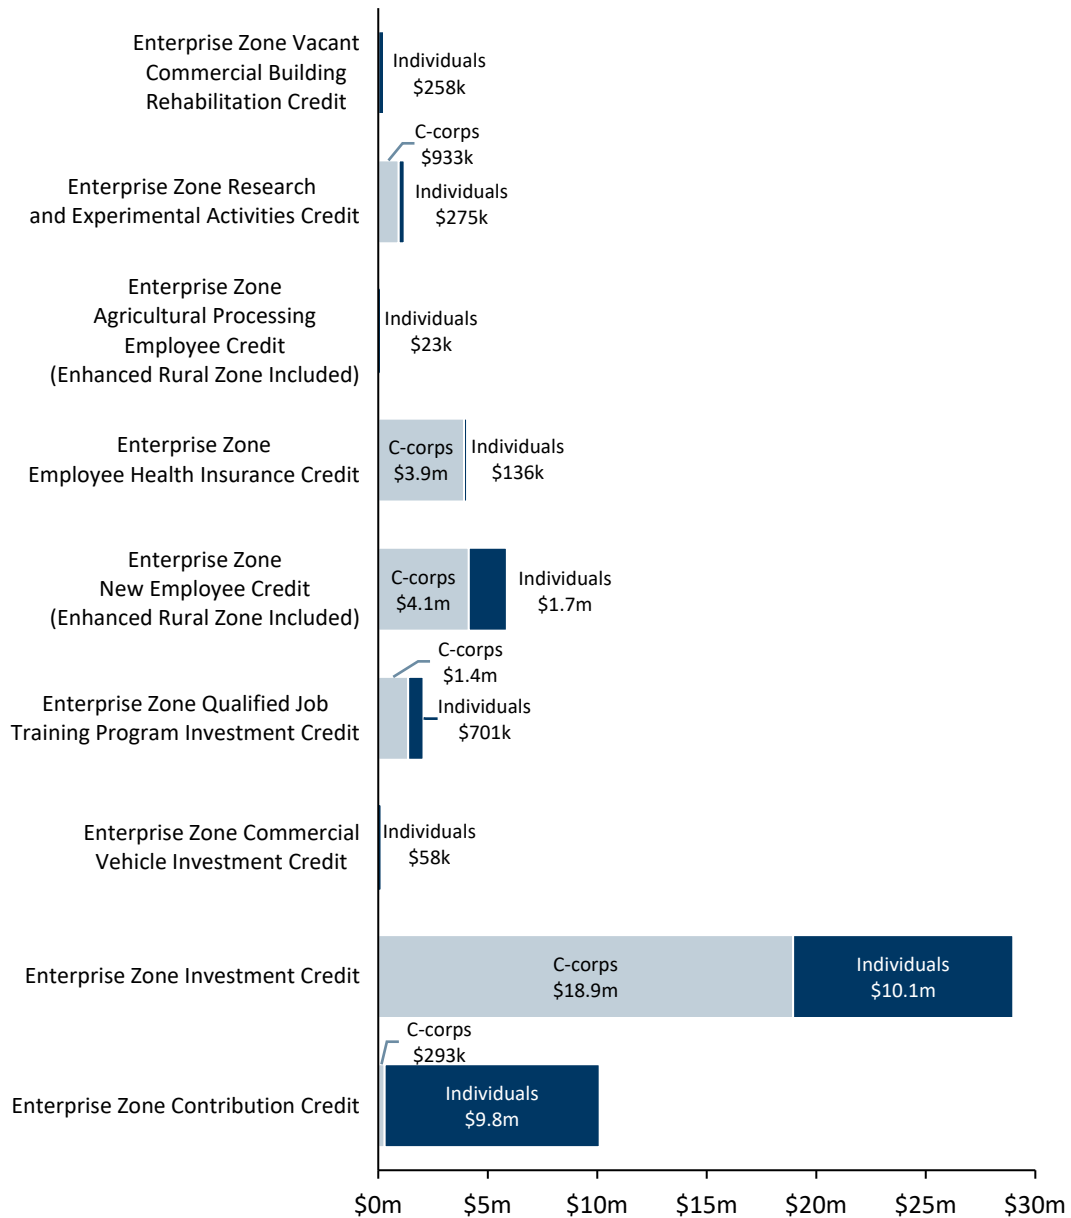 Enterprise Zone Vacant
Commercial Building
Rehabilitation Credit
Individuals
$258k
C-corps
$933k
Enterprise Zone Research
and Experimental Activities Credit
Individuals
$275k
Enterprise Zone
Agricultural Processing
Employee Credit
(Enhanced Rural Zone Included)
Individuals
$23k
Enterprise Zone
Employee Health Insurance Credit
C-corps
$3.9m
Individuals
$136k
Enterprise Zone
New Employee Credit
(Enhanced Rural Zone Included)
C-corps
$4.1m
Individuals
$1.7m
C-corps
$1.4m
Enterprise Zone Qualified Job
Training Program Investment Credit
Individuals
$701k
Enterprise Zone Commercial
Vehicle Investment Credit
Individuals
$58k
Enterprise Zone Investment Credit
C-corps
$18.9m
Individuals
$10.1m
C-corps
$293k
Enterprise Zone Contribution Credit
Individuals
$9.8m
$0m $5m $10m $15m $20m $25m $30m